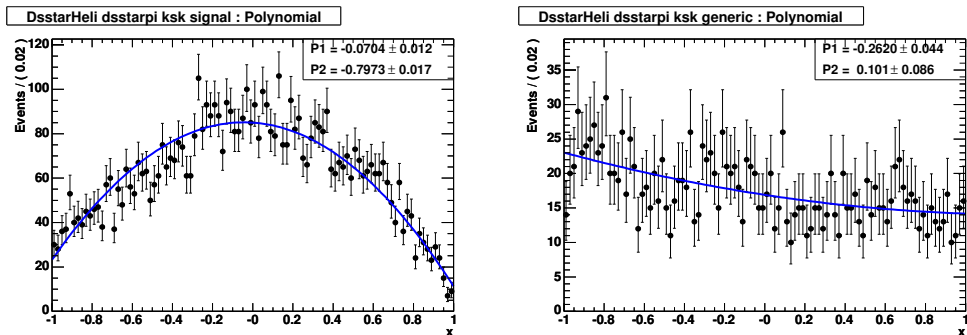 DsstarHeli dsstarpi ksk signal : Polynomial
P1 = -0.0704 ± 0.012
P2 = -0.7973 ± 0.017
Events / ( 0.02 )
120
100
80
60
40
20
0
-1 -0.8 -0.6 -0.4 -0.2 -0 0.2 0.4 0.6 0.8 1
x
DsstarHeli dsstarpi ksk generic : Polynomial
P1 = -0.2620 ± 0.044
P2 = 0.101 ± 0.086
Events / ( 0.02 )
35
30
25
20
15
10
5
0
-1 -0.8 -0.6 -0.4 -0.2 -0 0.2 0.4 0.6 0.8 1
x